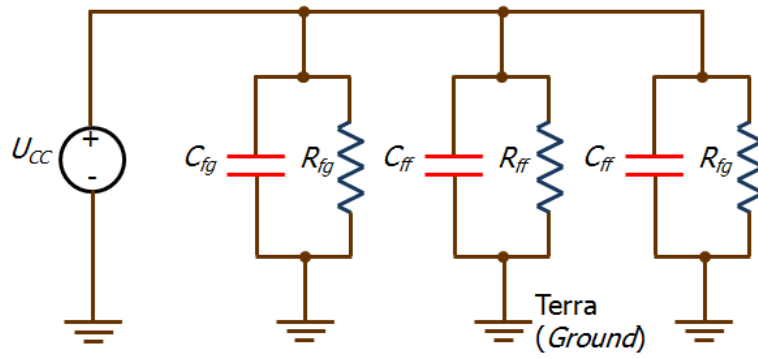 +
U_CC
-
C_fg
R_fg
C_ff
R_ff
C_ff
R_fg
Terra
(Ground)